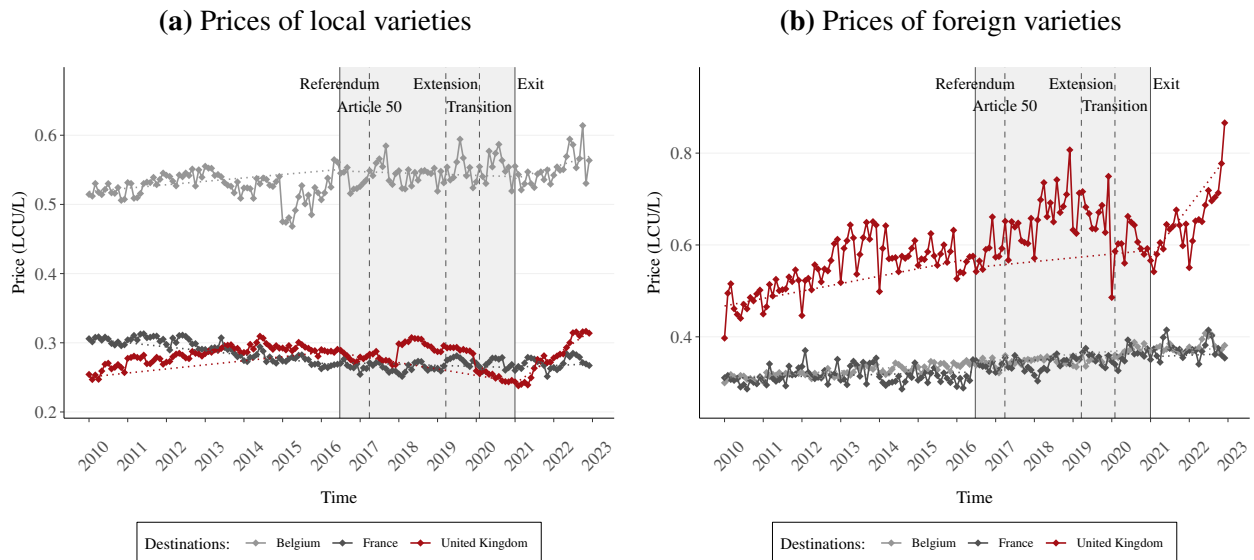 (a) Prices of local varieties
Price (LCU/L)
0.6
0.5
0.4
0.3
0.2
Referendum
Article 50
Extension
Transition
Exit
2010 2011 2012 2013 2014 2015 2016 2017 2018 2019 2020 2021 2022 2023
Time
Destinations: Belgium France United Kingdom
(b) Prices of foreign varieties
Price (LCU/L)
0.8
0.6
0.4
Referendum
Article 50
Extension
Transition
Exit
2010 2011 2012 2013 2014 2015 2016 2017 2018 2019 2020 2021 2022 2023
Time
Destinations: Belgium France United Kingdom